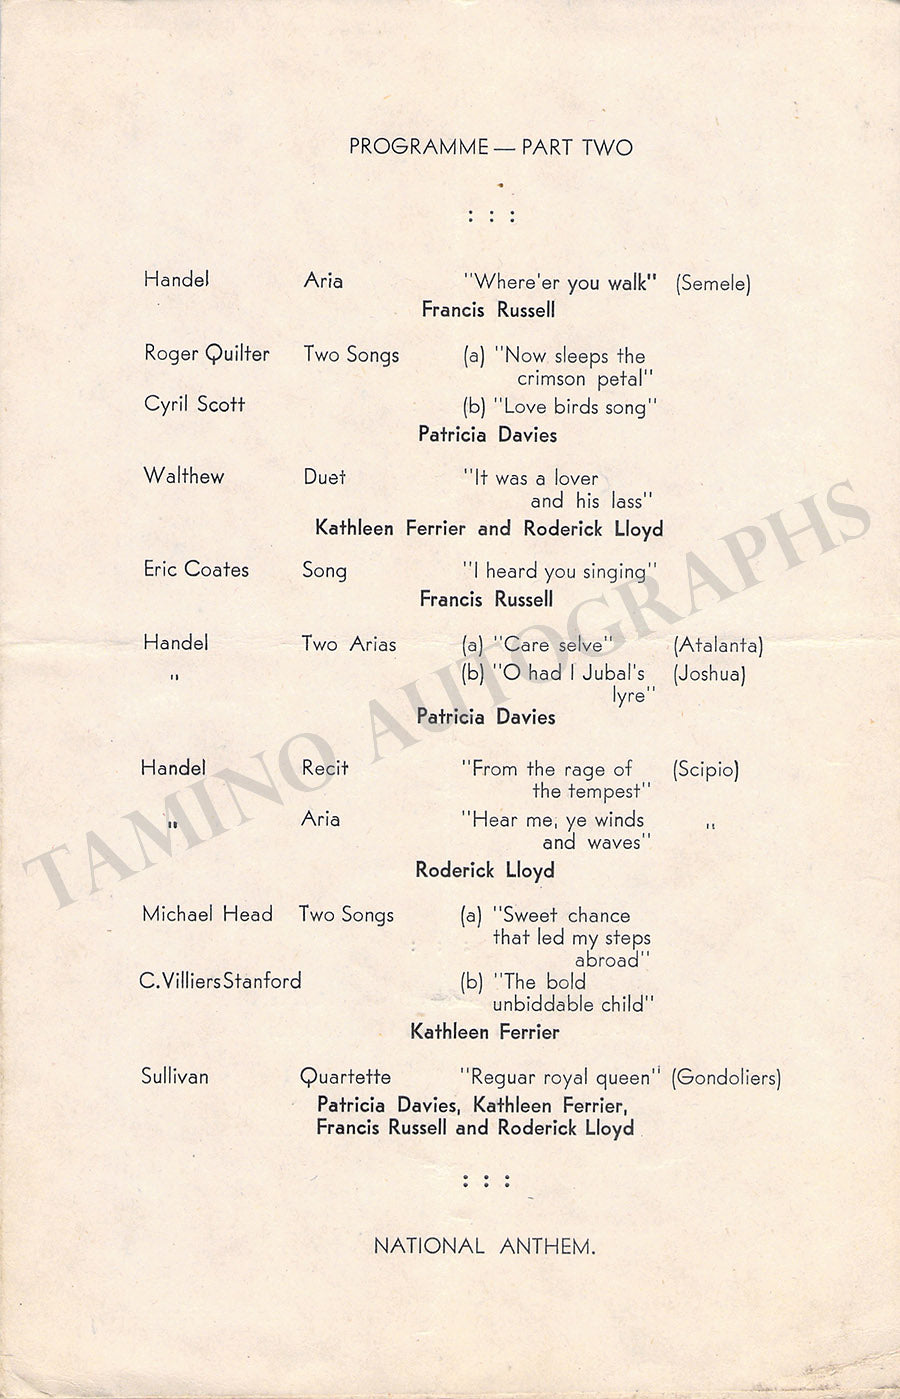 PROGRAMME — PART TWO
: : :
Handel Aria "Where'er you walk" (Semele)
Francis Russell
Roger Quilter Two Songs (a) "Now sleeps the
crimson petal"
Cyril Scott (b) "Love birds song"
Patricia Davies
Walthew Duet "It was a lover
and his lass"
Kathleen Ferrier and Roderick Lloyd
Eric Coates Song "I heard you singing"
Francis Russell
Handel Two Arias (a) "Care selve" (Atalanta)
" (b) "O had I Jubal's (Joshua)
lyre"
Patricia Davies
Handel Recit "From the rage of (Scipio)
the tempest"
" Aria "Hear me, ye winds "
and waves"
Roderick Lloyd
Michael Head Two Songs (a) "Sweet chance
that led my steps
abroad"
C. Villiers Stanford (b) "The bold
unbiddable child"
Kathleen Ferrier
Sullivan Quartette "Reguar royal queen" (Gondoliers)
Patricia Davies, Kathleen Ferrier,
Francis Russell and Roderick Lloyd
: : :
NATIONAL ANTHEM.
TAMINO AUTOGRAPHS